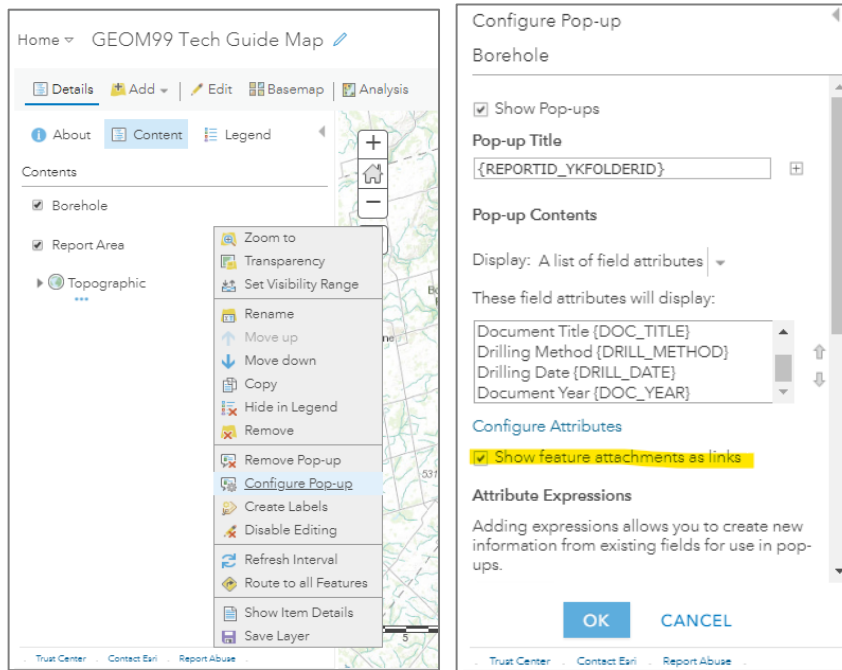 Home GEOM99 Tech Guide Map
Details Add Edit Basemap Analysis
About Content Legend
Contents
Borehole
Report Area
Topographic
Zoom to
Transparency
Set Visibility Range
Rename
Move up
Move down
Copy
Hide in Legend
Remove
Remove Pop-up
Configure Pop-up
Create Labels
Disable Editing
Refresh Interval
Route to all Features
Show Item Details
Save Layer
531
5
Trust Center . Contact Esri . Report Abuse .
Configure Pop-up
Borehole
Show Pop-ups
Pop-up Title
{REPORTID_YKFOLDERID}
Pop-up Contents
Display: A list of field attributes
These field attributes will display:
Document Title {DOC_TITLE}
Drilling Method {DRILL_METHOD}
Drilling Date {DRILL_DATE}
Document Year {DOC_YEAR}
Configure Attributes
Show feature attachments as links
Attribute Expressions
Adding expressions allows you to create new
information from existing fields for use in pop-
ups.
OK CANCEL
. Trust Center . Contact Esri . Report Abuse .